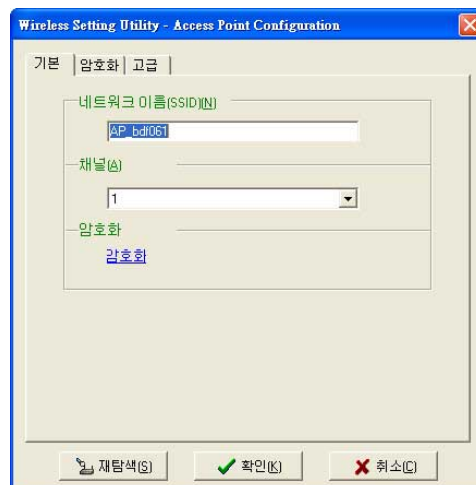 Wireless Setting Utility - Access Point Configuration
기본 암호화 고급
네트워크 이름(SSID)(N)
AP_bdf061
채널(A)
1
암호화
암호화
재탐색(S) 확인(K) 취소(C)